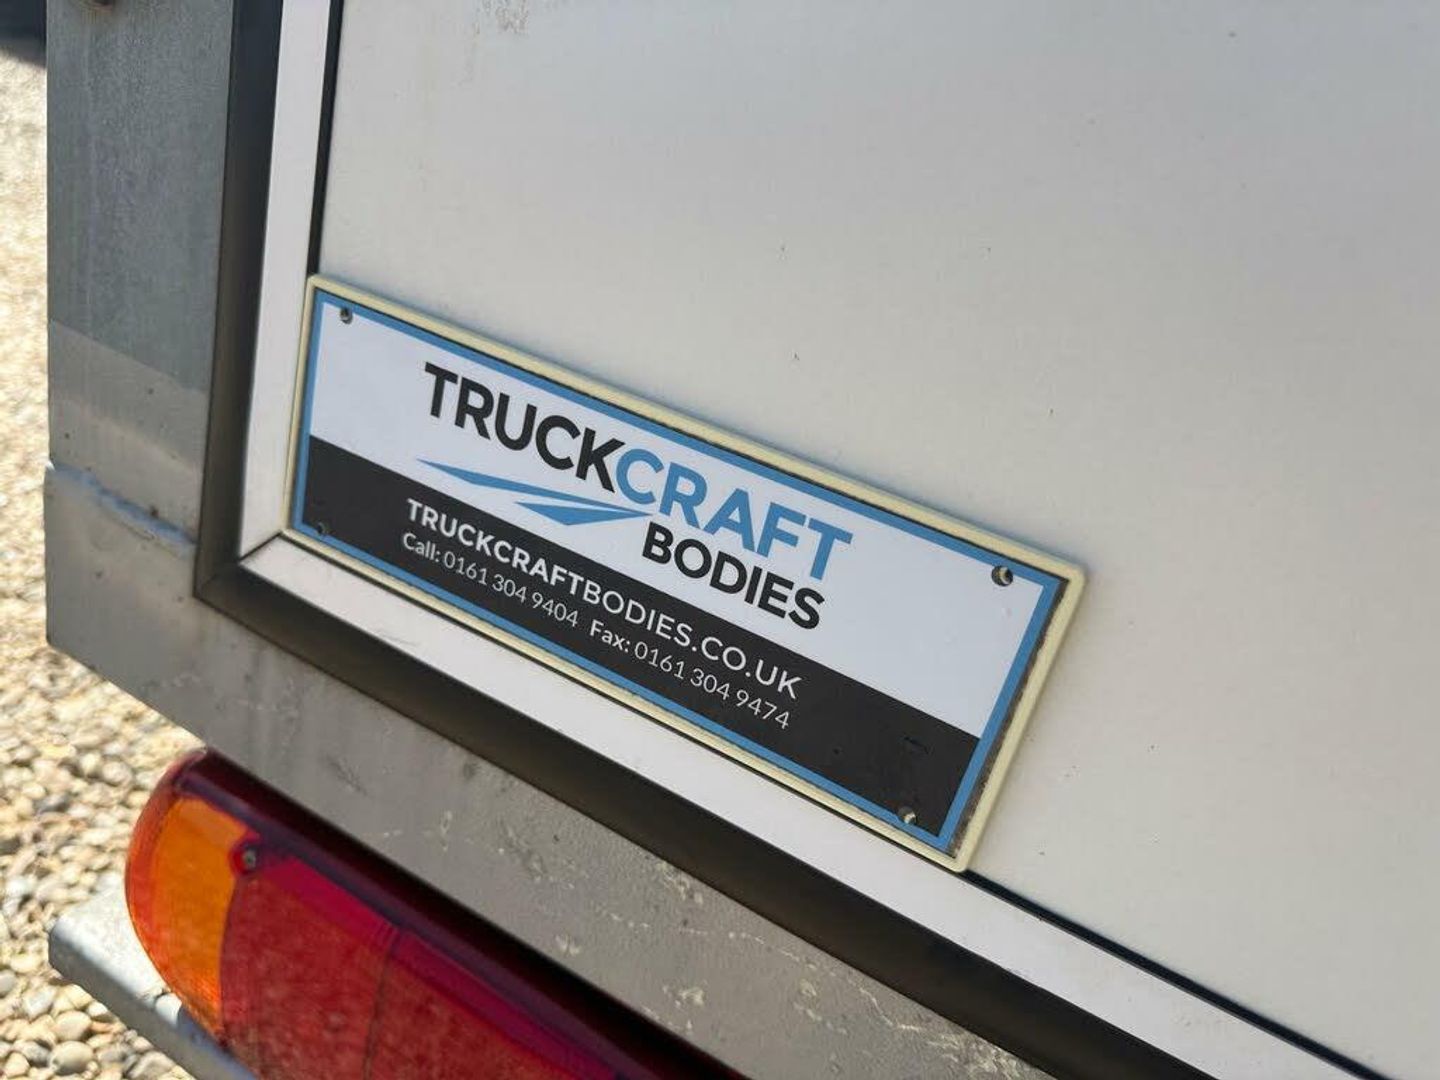 TRUCKCRAFT
BODIES
TRUCKCRAFTBODIES.CO.UK
Call: 0161 304 9404 Fax: 0161 304 9474